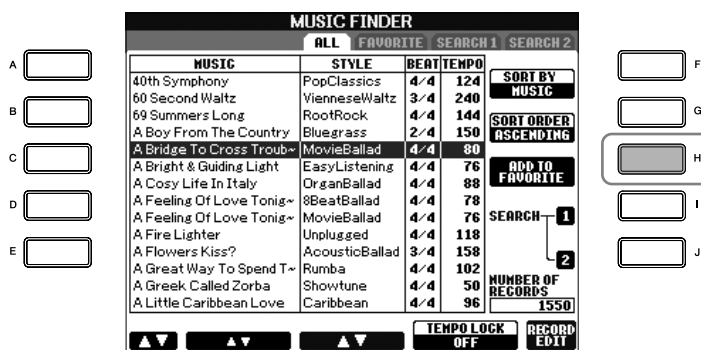 MUSIC FINDER
ALL FAVORITE SEARCH 1 SEARCH 2
MUSIC STYLE BEAT TEMPO
40th Symphony PopClassics 4/4 124
60 Second Waltz VienneseWaltz 3/4 240
69 Summers Long RootRock 4/4 144
A Boy From The Country Bluegrass 2/4 150
A Bridge To Cross Troub~ MovieBallad 4/4 80
A Bright & Guiding Light EasyListening 4/4 76
A Cosy Life In Italy OrganBallad 4/4 88
A Feeling Of Love Tonig~ 8BeatBallad 4/4 78
A Feeling Of Love Tonig~ MovieBallad 4/4 76
A Fire Lighter Unplugged 4/4 118
A Flowers Kiss? AcousticBallad 3/4 158
A Great Way To Spend T~ Rumba 4/4 102
A Greek Called Zorba Showtune 4/4 50
A Little Caribbean Love Caribbean 4/4 96
SORT BY
MUSIC
SORT ORDER
ASCENDING
ADD TO
FAVORITE
SEARCH 1
2
NUMBER OF
RECORDS
1550
TEMPO LOCK
OFF
RECORD
EDIT
A
B
C
D
E
F
G
H
I
J